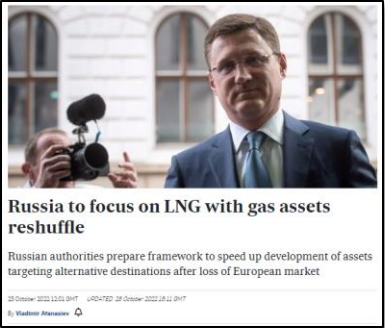 Russia to focus on LNG with gas assets
reshuffle
Russian authorities prepare framework to speed up development of assets
targeting alternative destinations after loss of European market
25 October 2022 12:01 GMT UPDATED 26 October 2022 16:11 GMT
By Vladimir Afanasiev